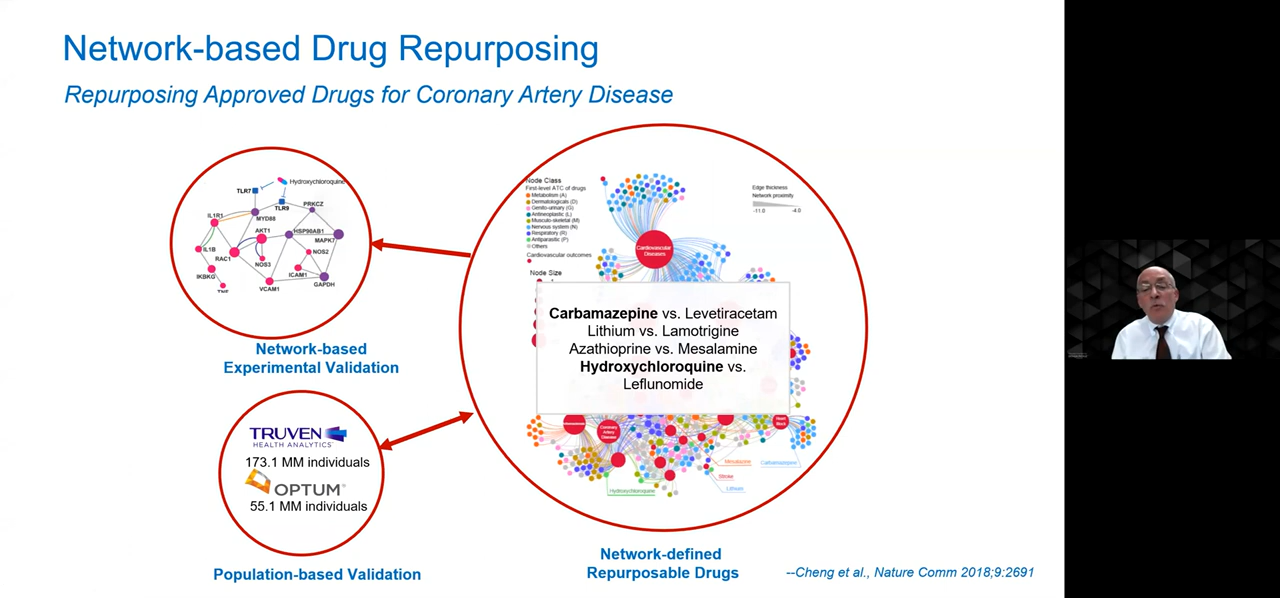 Network-based Drug Repurposing
Repurposing Approved Drugs for Coronary Artery Disease
Hydroxychloroquine
TLR7
TLR9
PRKCZ
IL1R1
MYD88
AKT1
HSP90AB1
MAPK7
IL1B
RAC1
NOS2
NOS3
IKBKG
ICAM1
GAPDH
VCAM1
TNF
Network-based
Experimental Validation
TRUVEN
HEALTH ANALYTICS
173.1 MM individuals
OPTUM®
55.1 MM individuals
Population-based Validation
Node Class
First-level ATC of drugs
Metabolism (A)
Dermatologicals (D)
Genito-urinary (G)
Antineoplastic (L)
Musculo-skeletal (M)
Nervous system (N)
Respiratory (R)
Antiparasitic (P)
Others
Cardiovascular outcomes
Node Size
Edge thickness
Network proximity
-11.0 -4.0
Cardiovascular
Diseases
Carbamazepine vs. Levetiracetam
Lithium vs. Lamotrigine
Azathioprine vs. Mesalamine
Hydroxychloroquine vs.
Leflunomide
Coronary
Artery
Disease
Heart
Block
Mesalazine
Carbamazepine
Stroke
Lithium
Hydroxychloroquine
Network-defined
Repurposable Drugs
--Cheng et al., Nature Comm 2018;9:2691